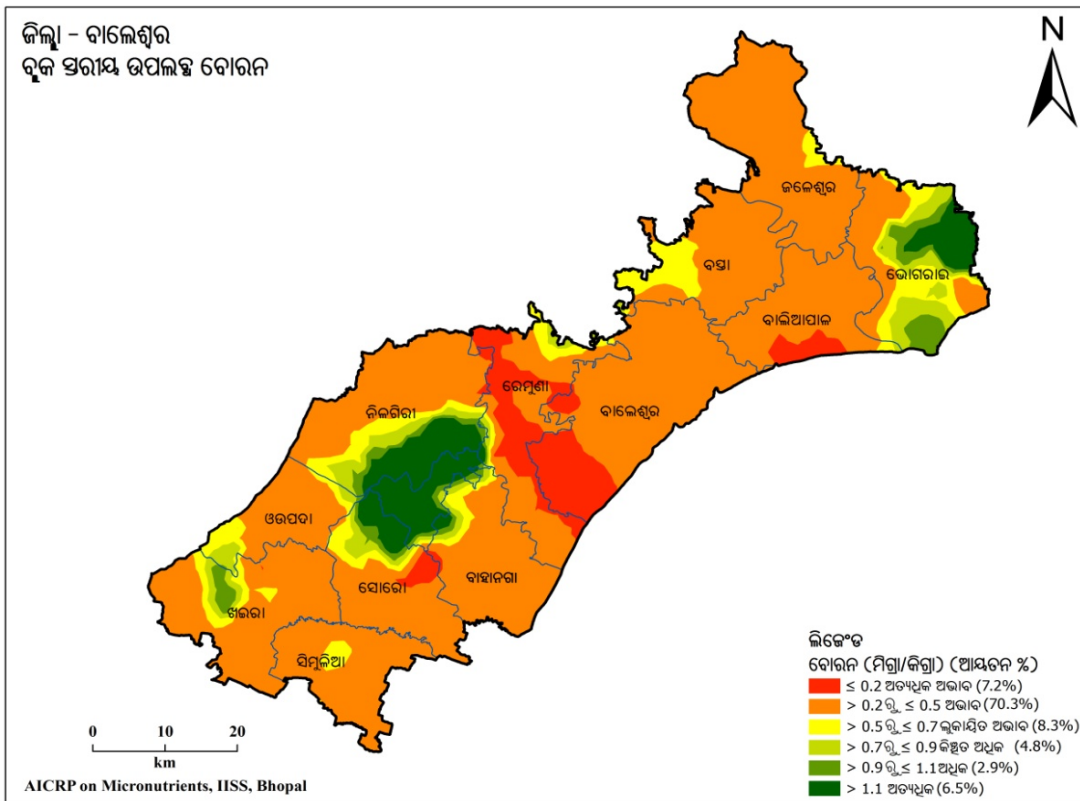 ଜିଲ୍ଲା - ବାଲେଶ୍ୱର
ବ୍ଲକ ସ୍ତରୀୟ ଉପଲବ୍ଧ ବୋରନ
N
ଜଳେଶ୍ୱର
ଭୋଗରାଇ
ବସ୍ତା
ବାଲିଆପାଳ
ରେମୁଣା
ବାଲେଶ୍ୱର
ନିଳଗିରୀ
ଓଉପଦା
ବାହାନଗା
ସୋରୋ
ଖଇରା
ସିମୁଳିଆ
0 10 20
km
AICRP on Micronutrients, IISS, Bhopal
ଲିଜେଂଡ
ବୋରନ (ମିଗ୍ରା/କିଗ୍ରା) (ଆୟତନ %)
≤ 0.2 ଅତ୍ୟଧିକ ଅଭାବ (7.2%)
> 0.2 ରୁ ≤ 0.5 ଅଭାବ (70.3%)
> 0.5 ରୁ ≤ 0.7 ଲୁକାୟିତ ଅଭାବ (8.3%)
> 0.7 ରୁ ≤ 0.9 କିଞ୍ଚିତ ଅଧିକ (4.8%)
> 0.9 ରୁ ≤ 1.1 ଅଧିକ (2.9%)
> 1.1 ଅତ୍ୟଧିକ (6.5%)